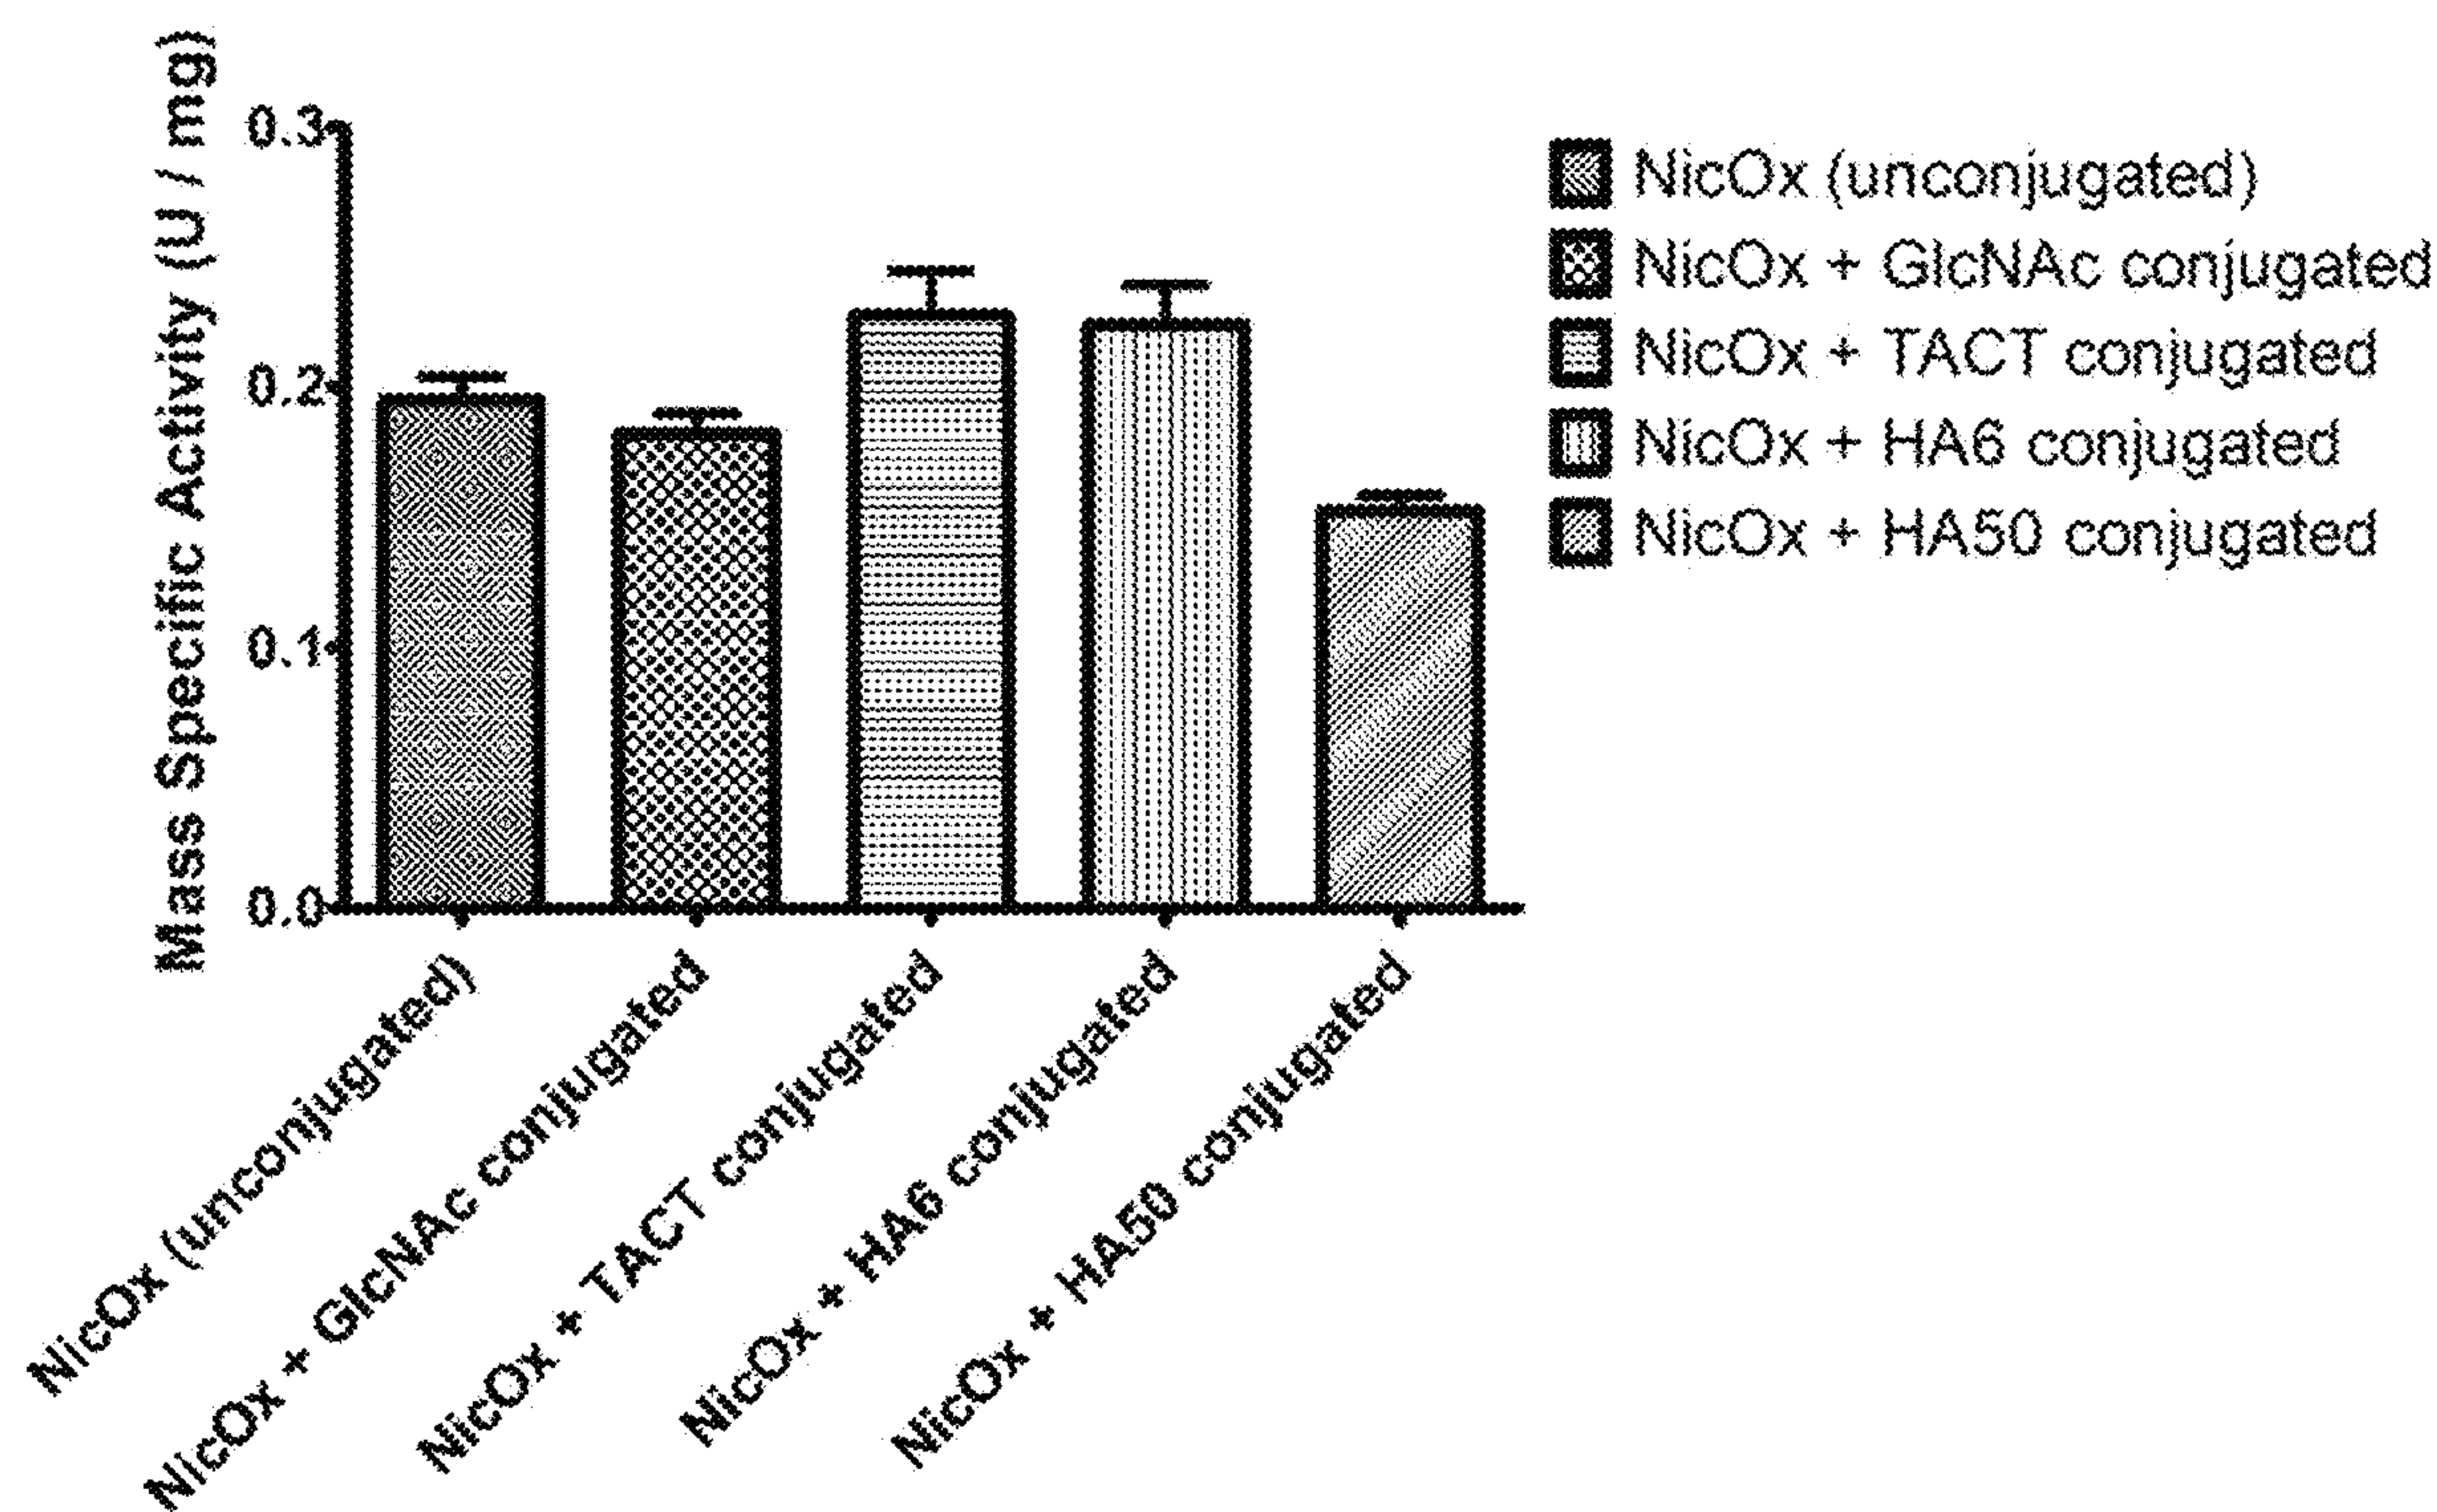 Mass Specific Activity (U / mg)
0.3
0.2
0.1
0.0
NicOx (unconjugated)
NicOx + GlcNAc conjugated
NicOx + TACT conjugated
NicOx + HA6 conjugated
NicOx + HA50 conjugated
NicOx (unconjugated)
NicOx + GlcNAc conjugated
NicOx + TACT conjugated
NicOx + HA6 conjugated
NicOx + HA50 conjugated